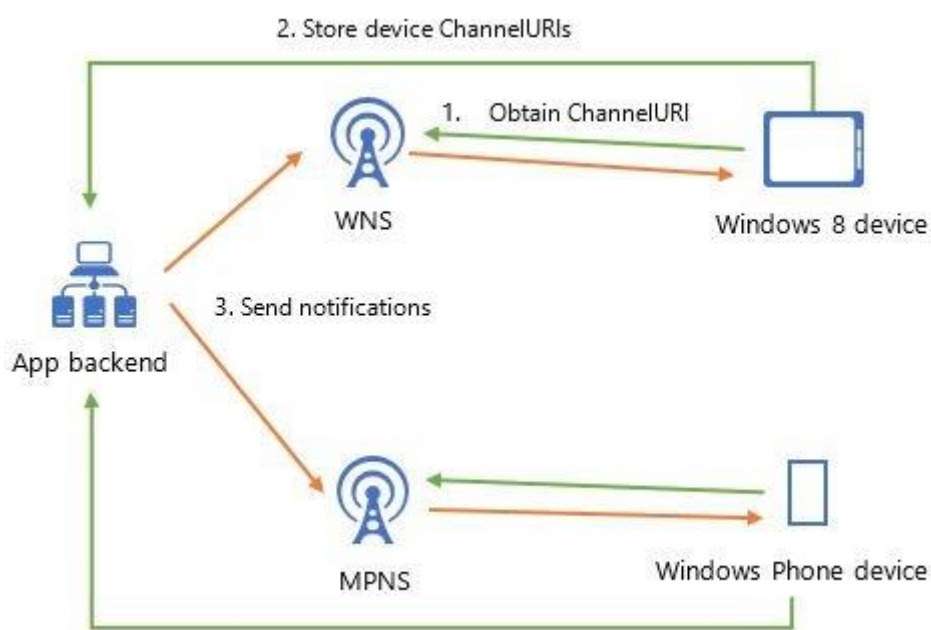 2. Store device ChannelURIs
1. Obtain ChannelURI
WNS
Windows 8 device
3. Send notifications
App backend
MPNS
Windows Phone device